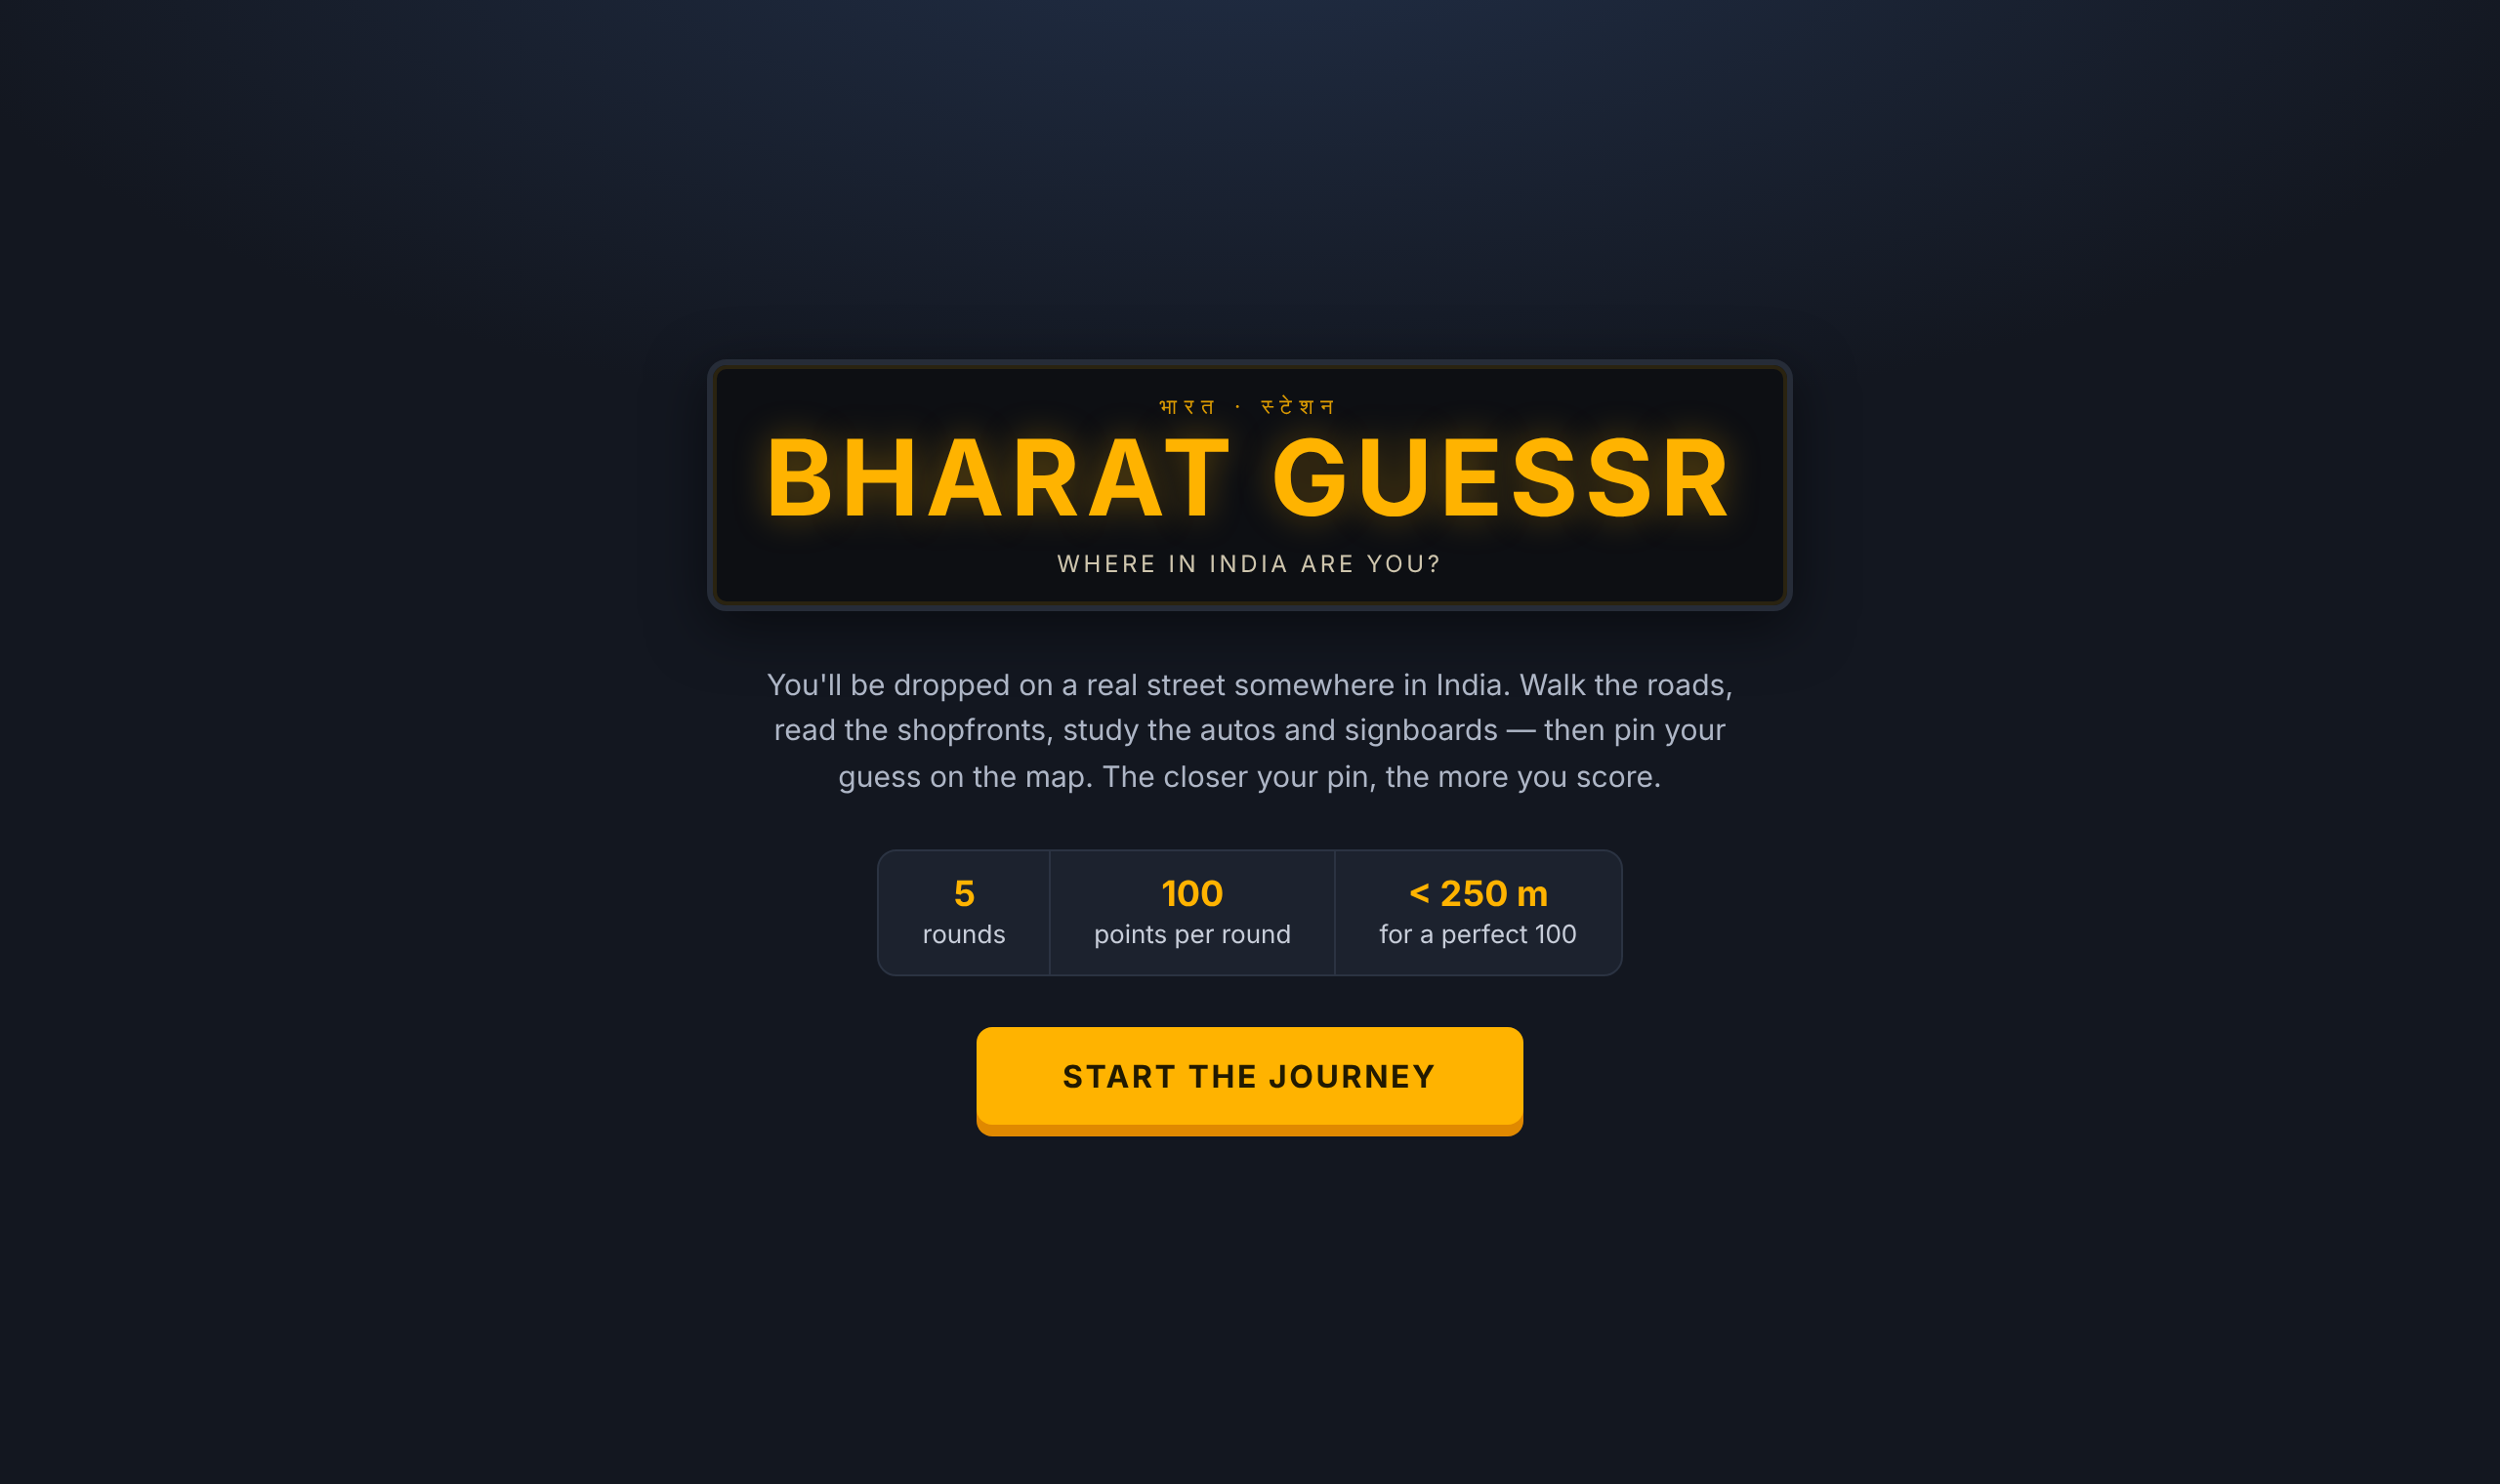 भारत · स्टेशन
BHARAT GUESSR
WHERE IN INDIA ARE YOU?
You'll be dropped on a real street somewhere in India. Walk the roads,
read the shopfronts, study the autos and signboards — then pin your
guess on the map. The closer your pin, the more you score.
5
rounds
100
points per round
< 250 m
for a perfect 100
START THE JOURNEY